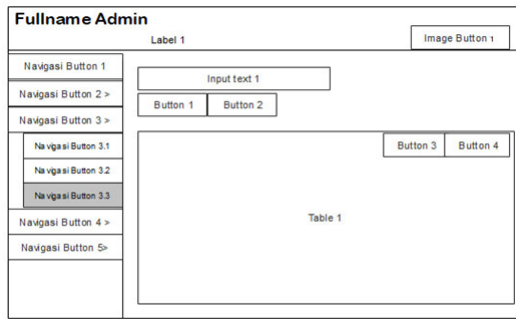 Fullname Admin
Label 1
Image Button 1
Navigasi Button 1
Navigasi Button 2 >
Navigasi Button 3 >
Navigasi Button 3.1
Navigasi Button 3.2
Navigasi Button 3.3
Navigasi Button 4 >
Navigasi Button 5>
Input text 1
Button 1
Button 2
Button 3
Button 4
Table 1